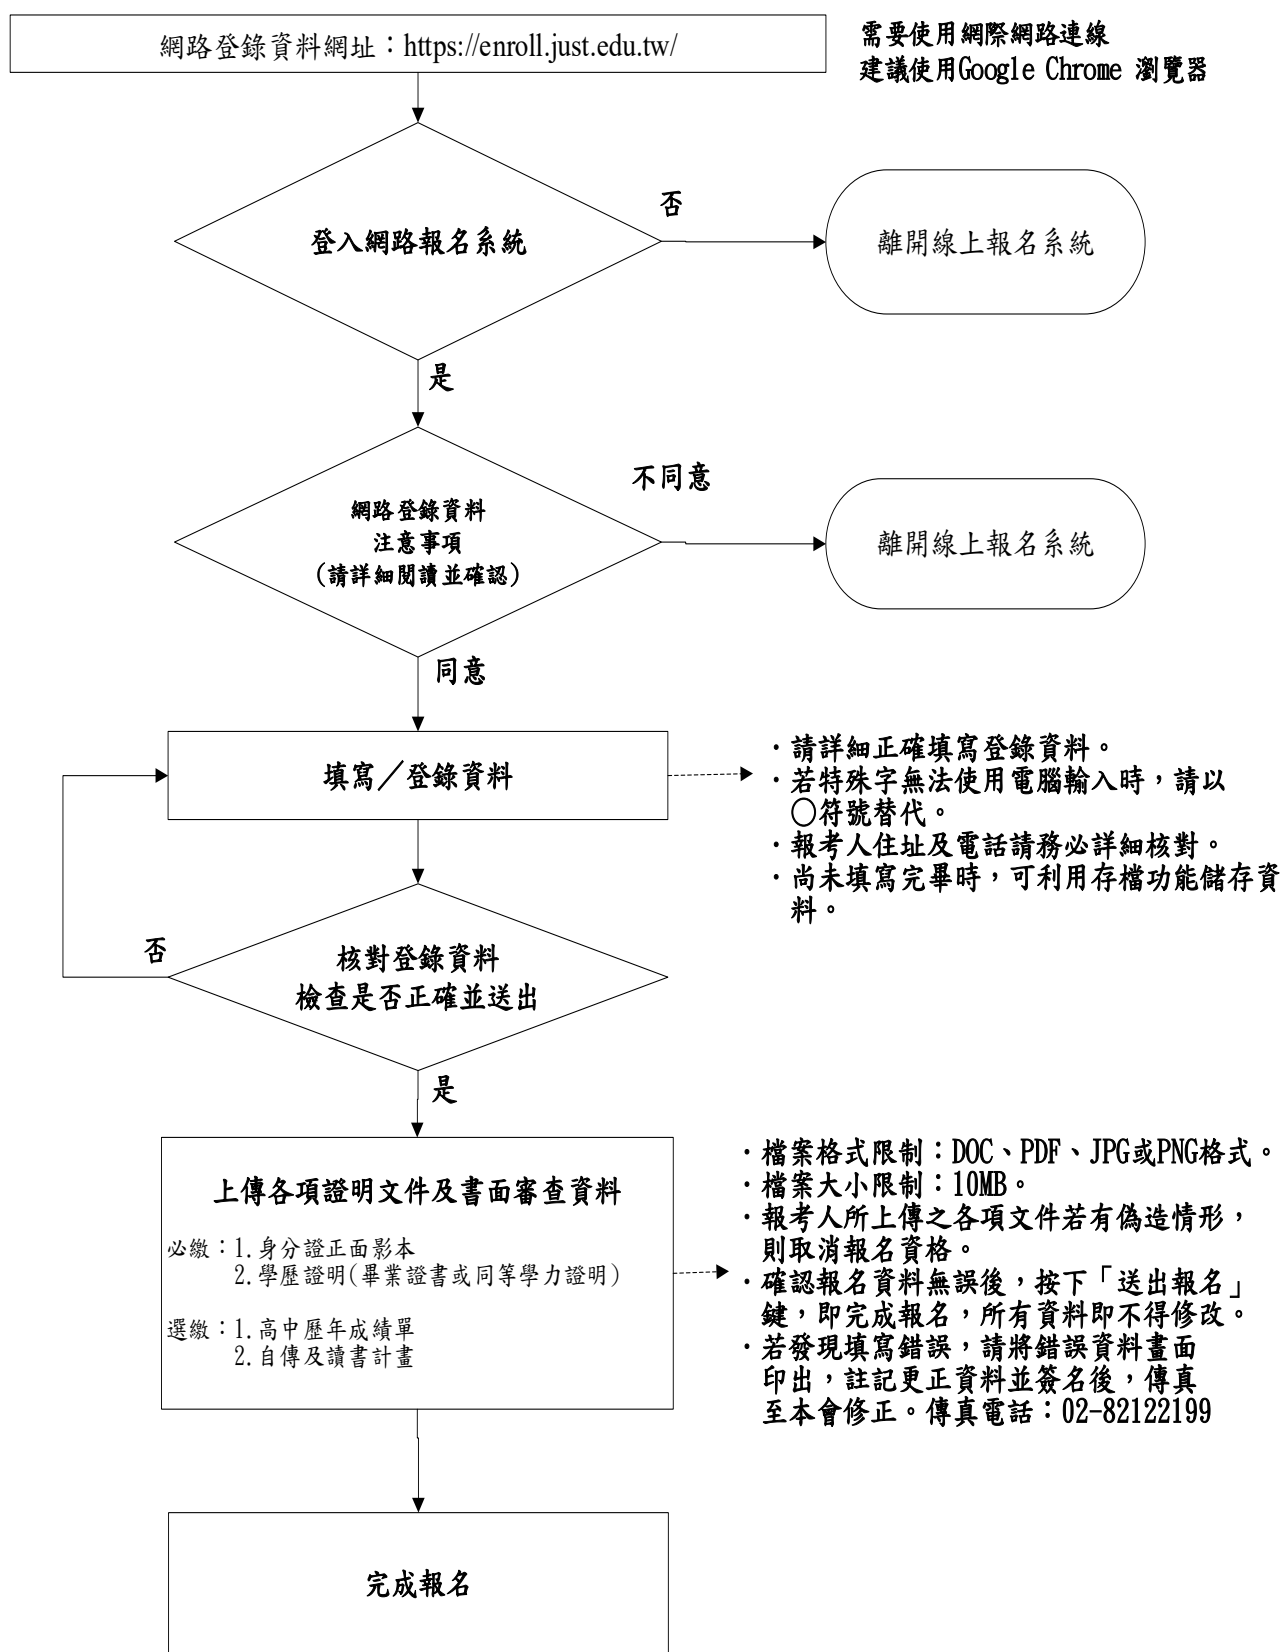 網路登錄資料網址：https://enroll.just.edu.tw/
需要使用網際網路連線
建議使用Google Chrome 瀏覽器
登入網路報名系統
否
離開線上報名系統
是
網路登錄資料
注意事項
(請詳細閱讀並確認)
不同意
離開線上報名系統
同意
填寫／登錄資料
·請詳細正確填寫登錄資料。
·若特殊字無法使用電腦輸入時，請以
○符號替代。
·報考人住址及電話請務必詳細核對。
·尚未填寫完畢時，可利用存檔功能儲存資
料。
否
核對登錄資料
檢查是否正確並送出
是
上傳各項證明文件及書面審查資料
必繳：1.身分證正面影本
2.學歷證明(畢業證書或同等學力證明)
選繳：1.高中歷年成績單
2.自傳及讀書計畫
·檔案格式限制：DOC、PDF、JPG或PNG格式。
·檔案大小限制：10MB。
·報考人所上傳之各項文件若有偽造情形，
則取消報名資格。
·確認報名資料無誤後，按下「送出報名」
鍵，即完成報名，所有資料即不得修改。
·若發現填寫錯誤，請將錯誤資料畫面
印出，註記更正資料並簽名後，傳真
至本會修正。傳真電話：02-82122199
完成報名